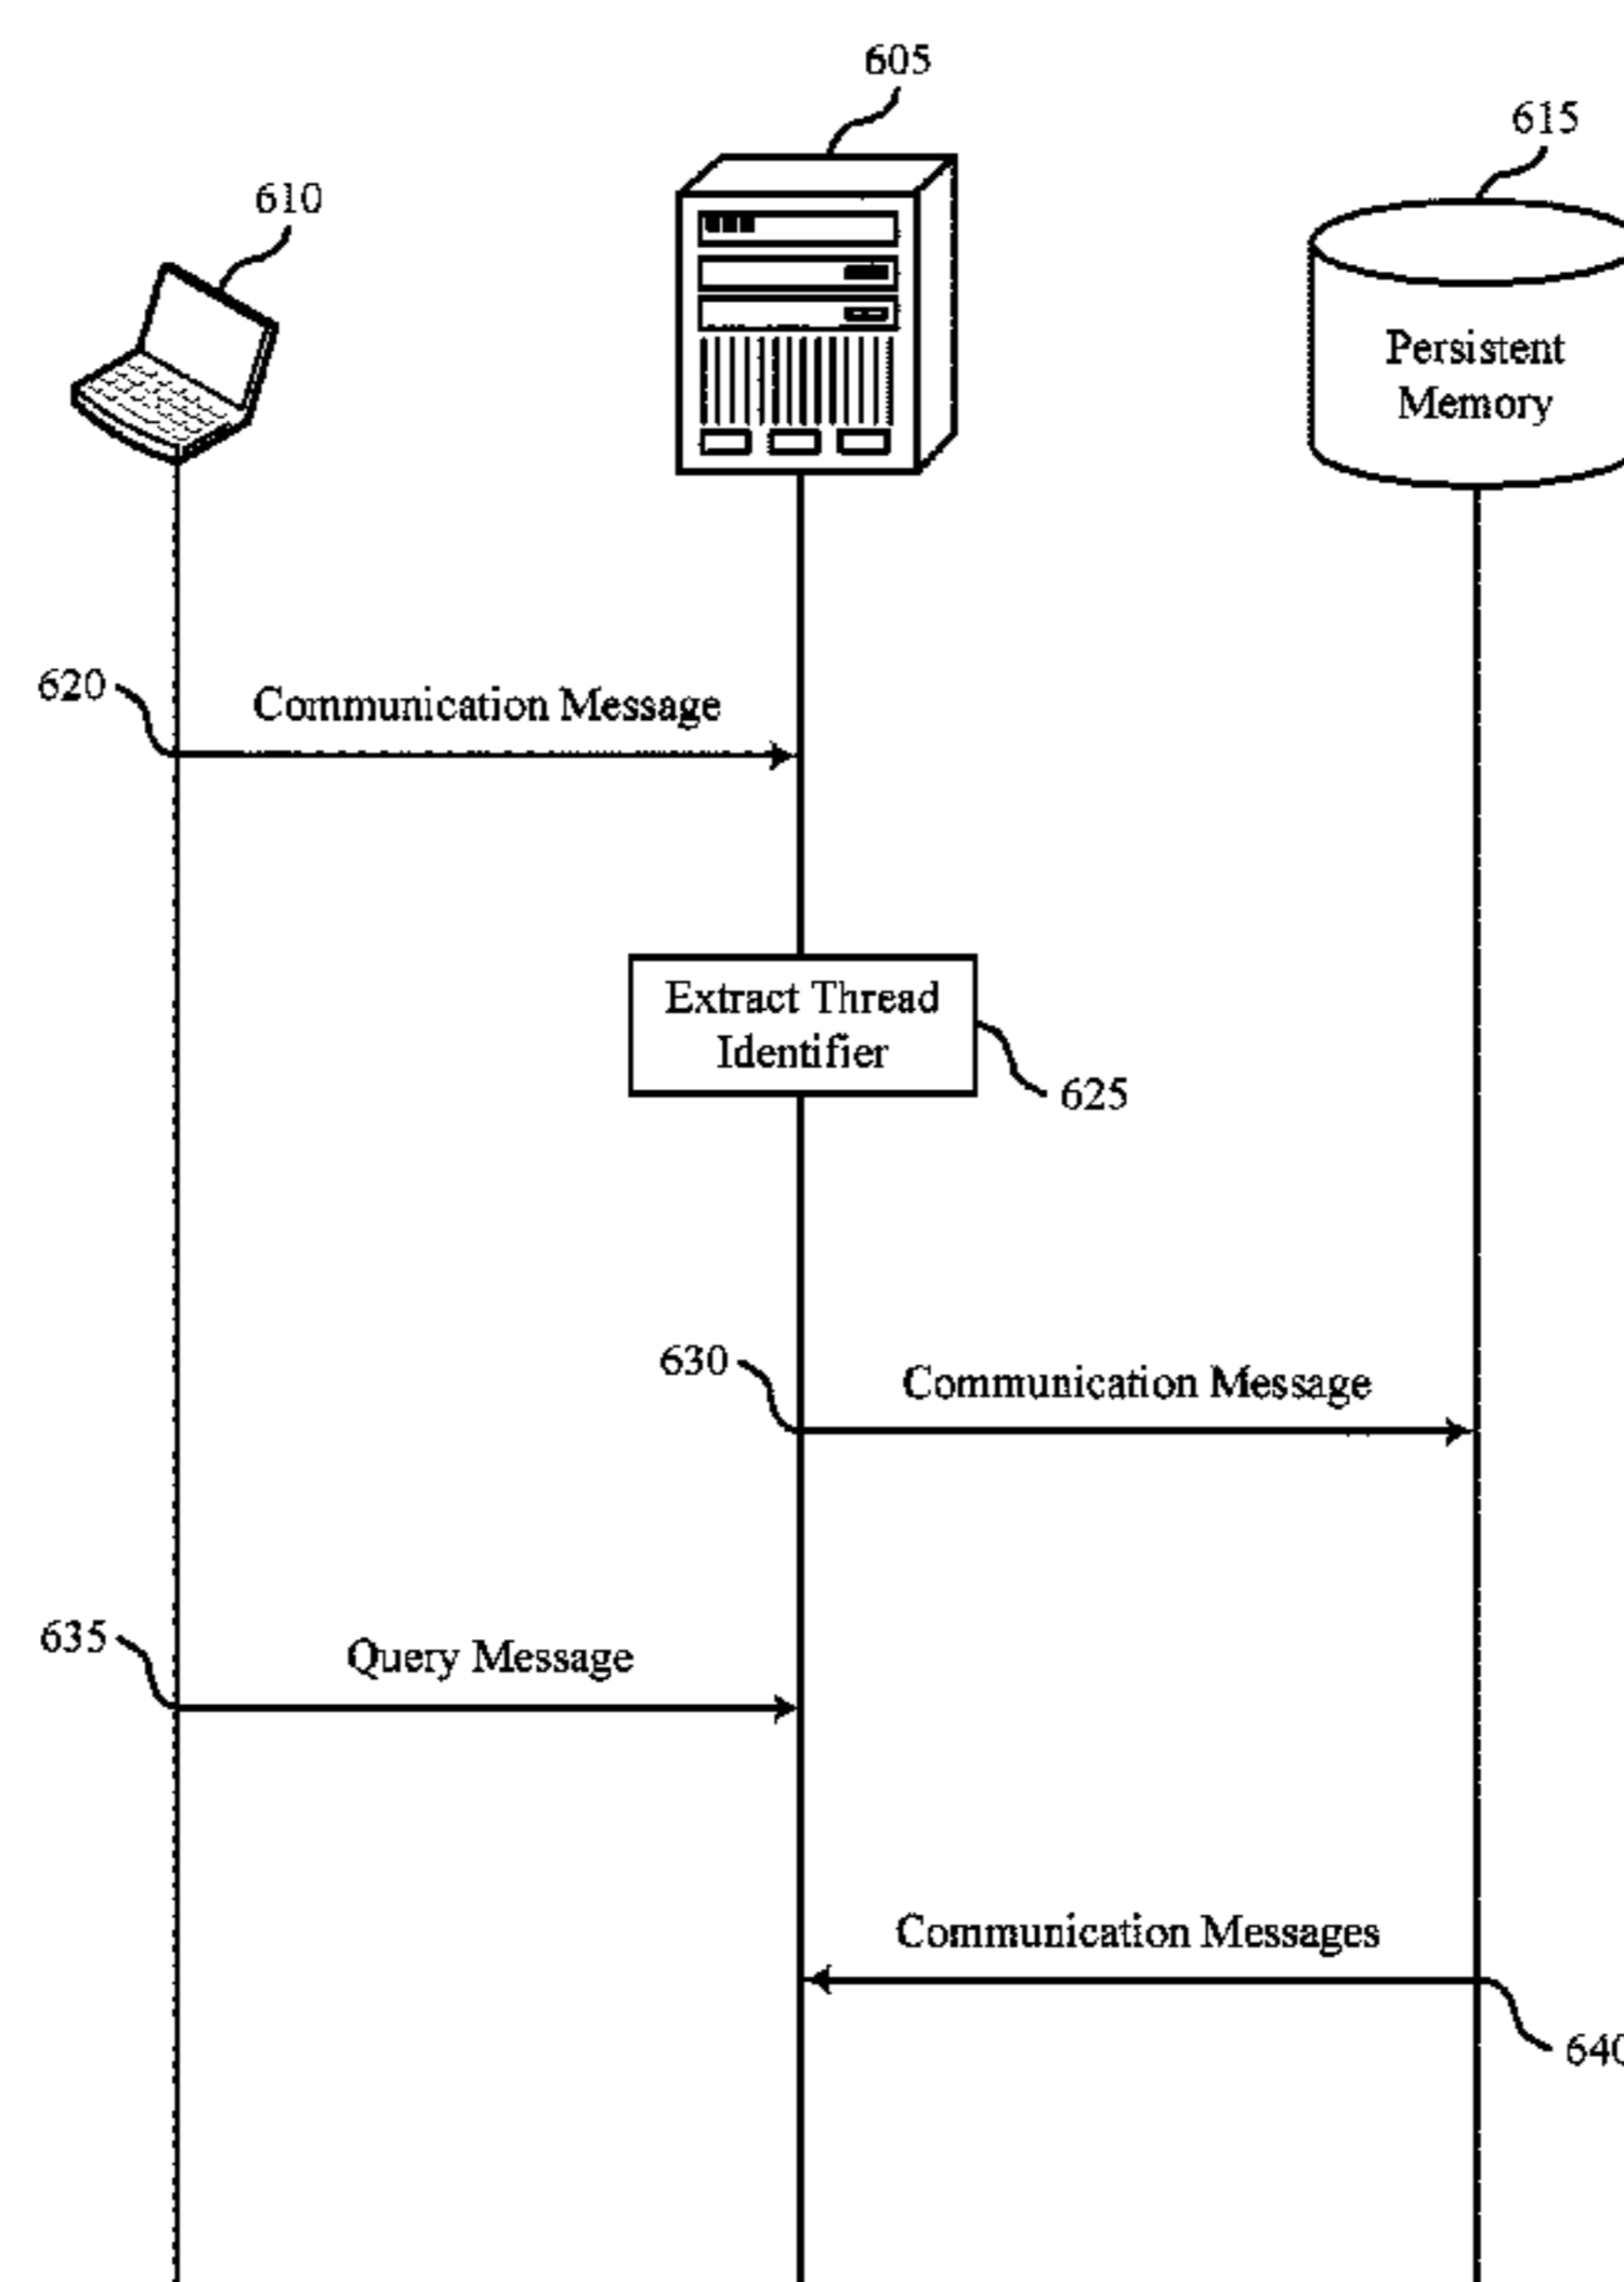 605
615
610
Persistent
Memory
620
Communication Message
Extract Thread
Identifier
625
630
Communication Message
635
Query Message
Communication Messages
640